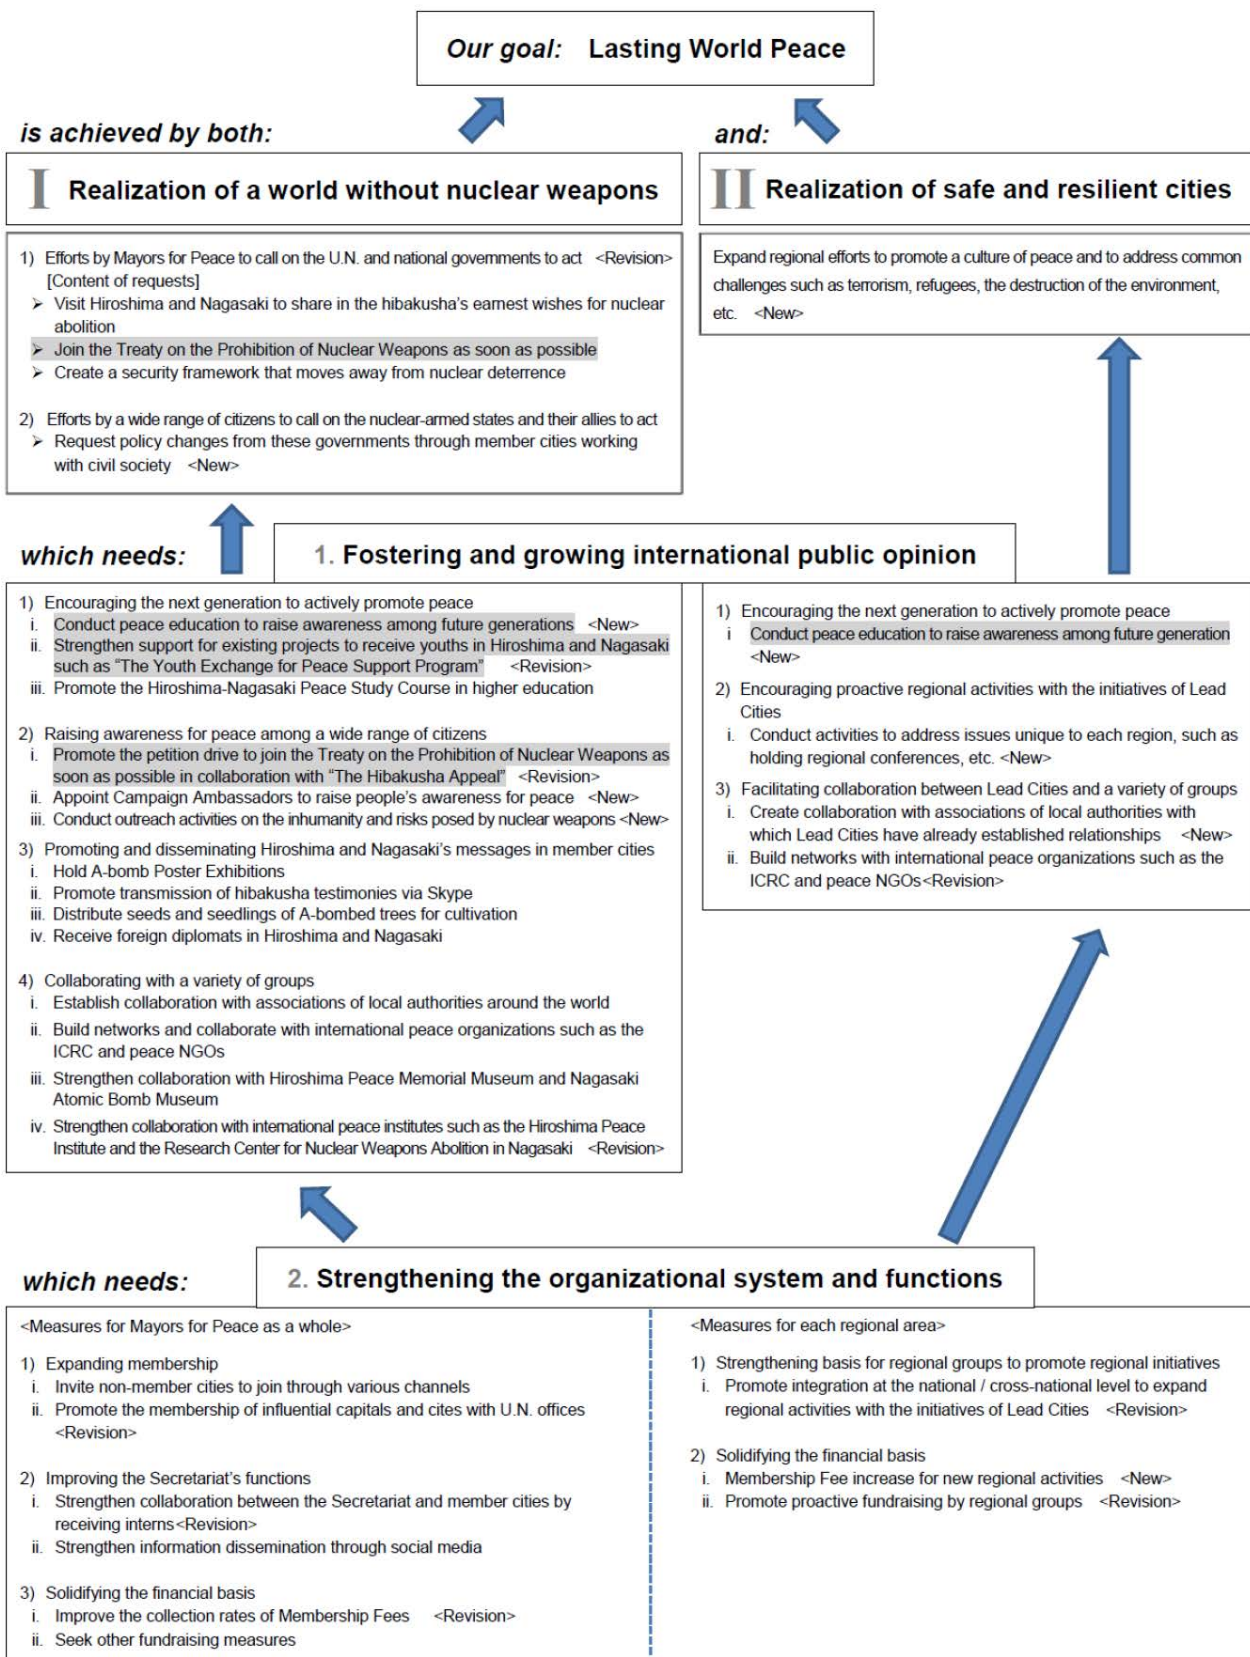 Our goal: Lasting World Peace
is achieved by both:
and:
I Realization of a world without nuclear weapons
1) Efforts by Mayors for Peace to call on the U.N. and national governments to act <Revision>
[Content of requests]
➢ Visit Hiroshima and Nagasaki to share in the hibakusha's earnest wishes for nuclear
abolition
➢ Join the Treaty on the Prohibition of Nuclear Weapons as soon as possible
➢ Create a security framework that moves away from nuclear deterrence
2) Efforts by a wide range of citizens to call on the nuclear-armed states and their allies to act
➢ Request policy changes from these governments through member cities working
with civil society <New>
II Realization of safe and resilient cities
Expand regional efforts to promote a culture of peace and to address common
challenges such as terrorism, refugees, the destruction of the environment,
etc. <New>
which needs:
1. Fostering and growing international public opinion
1) Encouraging the next generation to actively promote peace
i. Conduct peace education to raise awareness among future generations <New>
ii. Strengthen support for existing projects to receive youths in Hiroshima and Nagasaki
such as "The Youth Exchange for Peace Support Program" <Revision>
iii. Promote the Hiroshima-Nagasaki Peace Study Course in higher education
2) Raising awareness for peace among a wide range of citizens
i. Promote the petition drive to join the Treaty on the Prohibition of Nuclear Weapons as
soon as possible in collaboration with "The Hibakusha Appeal" <Revision>
ii. Appoint Campaign Ambassadors to raise people's awareness for peace <New>
iii. Conduct outreach activities on the inhumanity and risks posed by nuclear weapons <New>
3) Promoting and disseminating Hiroshima and Nagasaki's messages in member cities
i. Hold A-bomb Poster Exhibitions
ii. Promote transmission of hibakusha testimonies via Skype
iii. Distribute seeds and seedlings of A-bombed trees for cultivation
iv. Receive foreign diplomats in Hiroshima and Nagasaki
4) Collaborating with a variety of groups
i. Establish collaboration with associations of local authorities around the world
ii. Build networks and collaborate with international peace organizations such as the
ICRC and peace NGOs
iii. Strengthen collaboration with Hiroshima Peace Memorial Museum and Nagasaki
Atomic Bomb Museum
iv. Strengthen collaboration with international peace institutes such as the Hiroshima Peace
Institute and the Research Center for Nuclear Weapons Abolition in Nagasaki <Revision>
1) Encouraging the next generation to actively promote peace
i Conduct peace education to raise awareness among future generation
<New>
2) Encouraging proactive regional activities with the initiatives of Lead
Cities
i. Conduct activities to address issues unique to each region, such as
holding regional conferences, etc. <New>
3) Facilitating collaboration between Lead Cities and a variety of groups
i. Create collaboration with associations of local authorities with
which Lead Cities have already established relationships <New>
ii. Build networks with international peace organizations such as the
ICRC and peace NGOs<Revision>
which needs:
2. Strengthening the organizational system and functions
<Measures for Mayors for Peace as a whole>
1) Expanding membership
i. Invite non-member cities to join through various channels
ii. Promote the membership of influential capitals and cites with U.N. offices
<Revision>
2) Improving the Secretariat's functions
i. Strengthen collaboration between the Secretariat and member cities by
receiving interns<Revision>
ii. Strengthen information dissemination through social media
3) Solidifying the financial basis
i. Improve the collection rates of Membership Fees <Revision>
ii. Seek other fundraising measures
<Measures for each regional area>
1) Strengthening basis for regional groups to promote regional initiatives
i. Promote integration at the national / cross-national level to expand
regional activities with the initiatives of Lead Cities <Revision>
2) Solidifying the financial basis
i. Membership Fee increase for new regional activities <New>
ii. Promote proactive fundraising by regional groups <Revision>